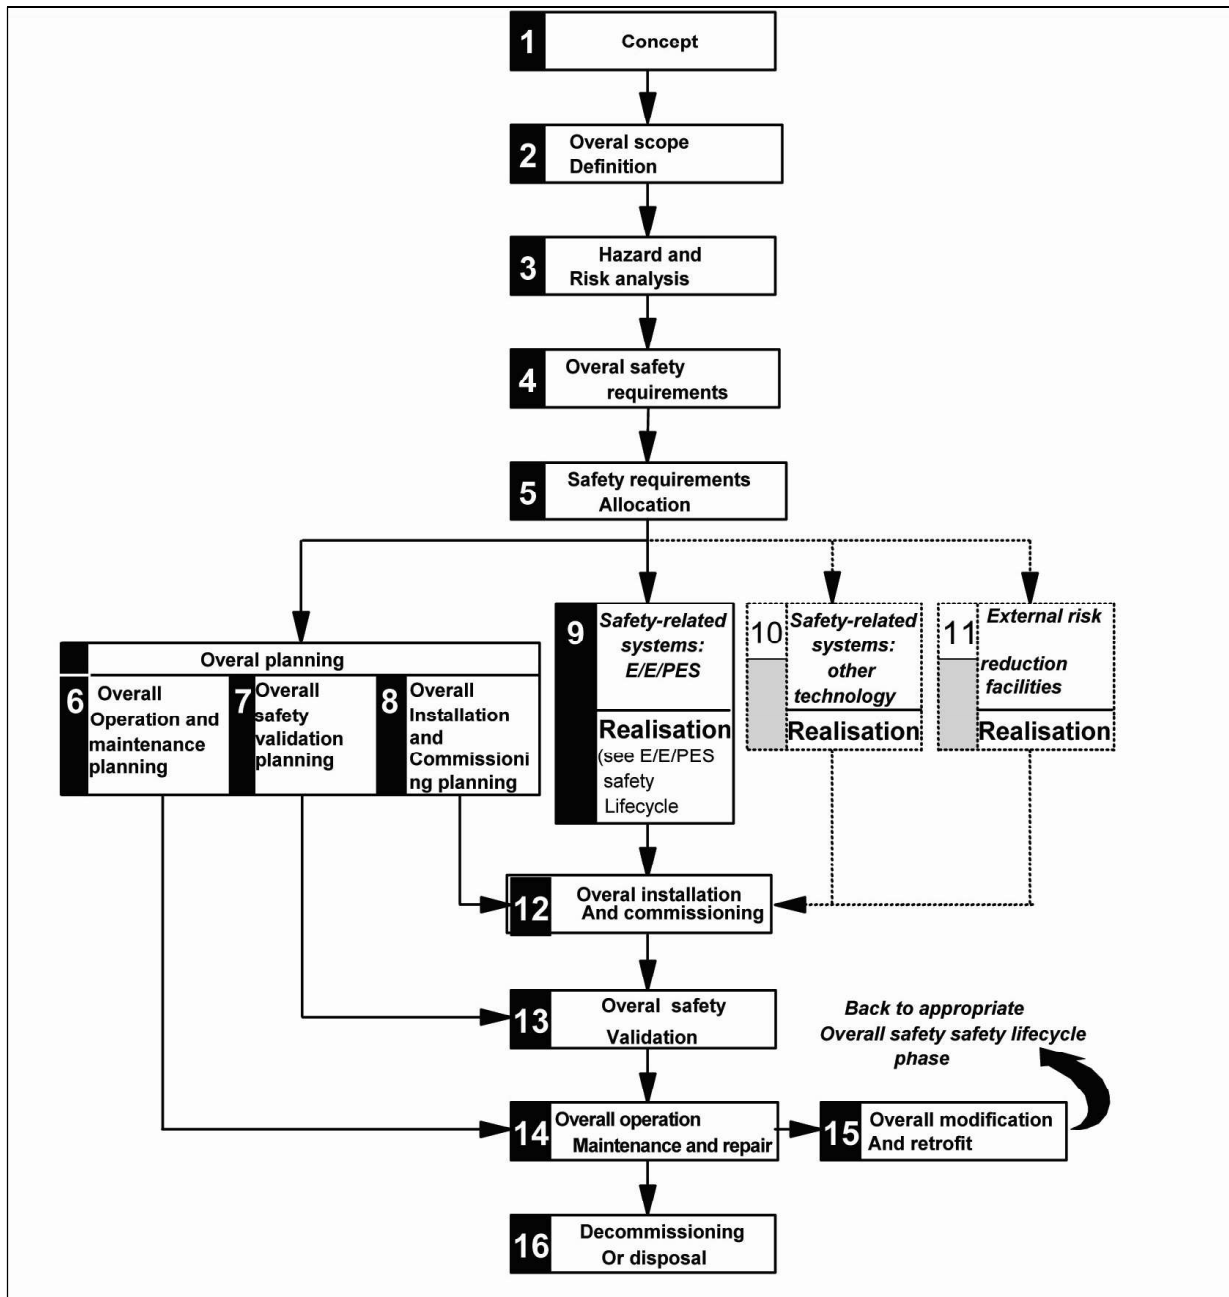 1
Concept
2
Overal scope
Definition
3
Hazard and
Risk analysis
4
Overal safety
requirements
5
Safety requirements
Allocation
Overal planning
6
Overall
Operation and
maintenance
planning
7
Overall
safety
validation
planning
8
Overall
Installation
and
Commissioni
ng planning
9
Safety-related
systems:
E/E/PES
Realisation
(see E/E/PES
safety
Lifecycle
10
Safety-related
systems:
other
technology
Realisation
11
External risk
reduction
facilities
Realisation
12
Overal installation
And commissioning
13
Overal safety
Validation
Back to appropriate
Overall safety safety lifecycle
phase
14
Overall operation
Maintenance and repair
15
Overall modification
And retrofit
16
Decommissioning
Or disposal